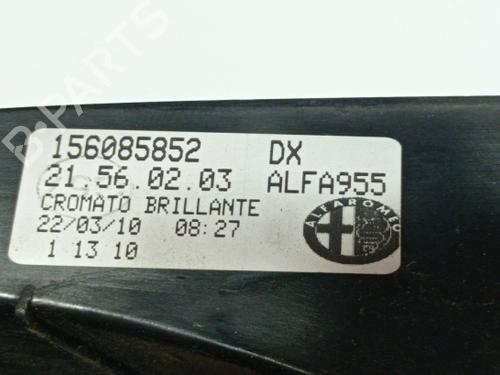 156085852 DX
21 56.02.03 ALFA955
CROMATO BRILLANTE
22/03/10 08:27
1 13 10
ALFA ROMEO
B-PARTS